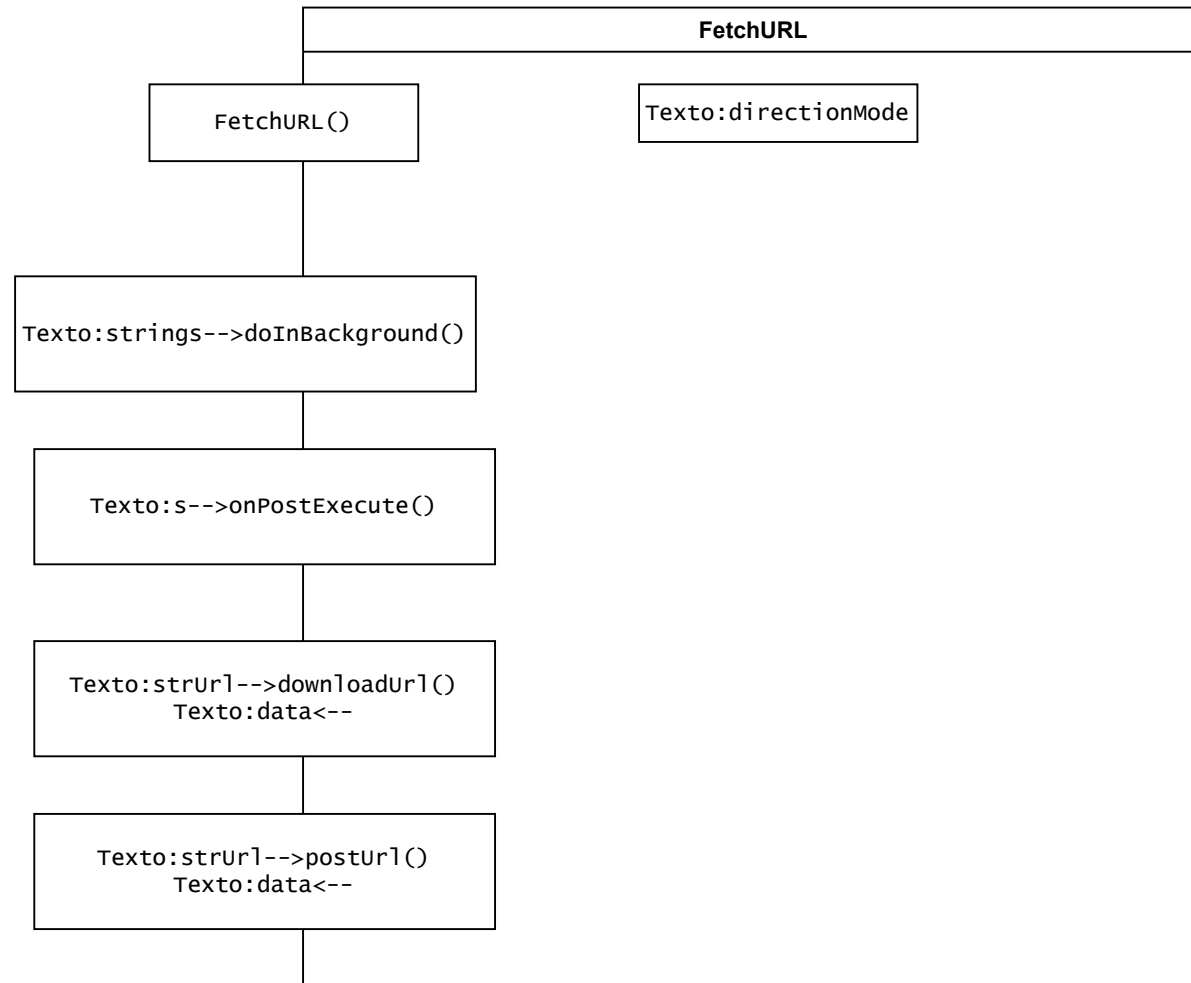 FetchURL
FetchURL()
Texto:directionMode
Texto:strings-->doInBackground()
Texto:s-->onPostExecute()
Texto:strUrl-->downloadUrl()
Texto:data<--
Texto:strUrl-->postUrl()
Texto:data<--